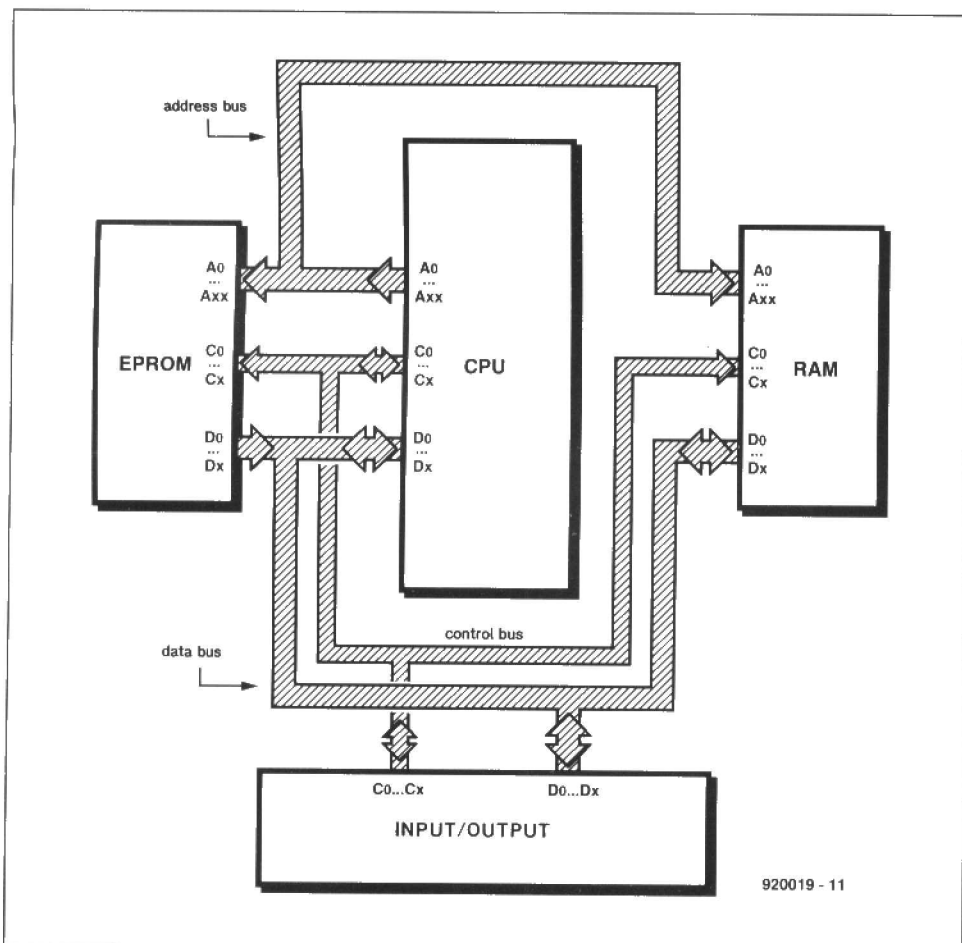 address bus
A0
...
Axx
C0
...
Cx
D0
...
Dx
EPROM
A0
...
Axx
C0
...
Cx
D0
...
Dx
CPU
A0
...
Axx
C0
...
Cx
D0
...
Dx
RAM
control bus
data bus
C0...Cx
D0...Dx
INPUT/OUTPUT
920019 - 11